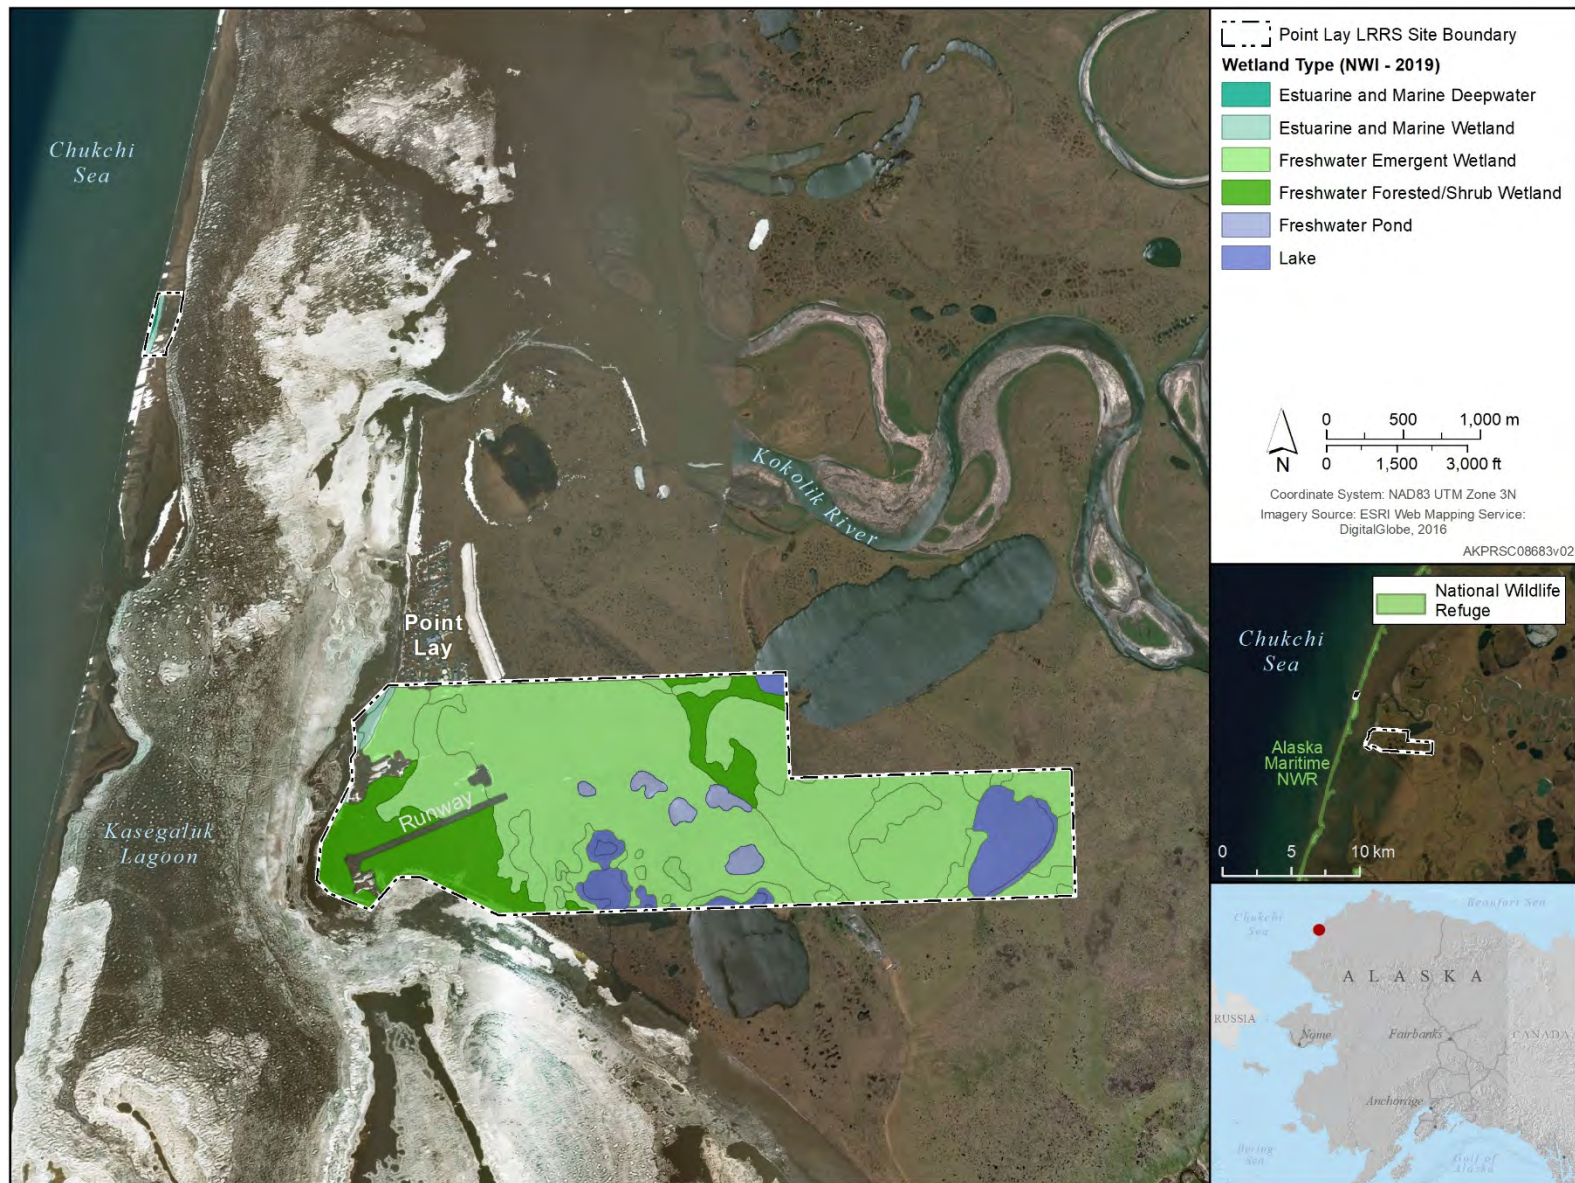 Chukchi
Sea
Kokolik River
Point
Lay
Runway
Kasegaluk
Lagoon
Point Lay LRRS Site Boundary
Wetland Type (NWI - 2019)
Estuarine and Marine Deepwater
Estuarine and Marine Wetland
Freshwater Emergent Wetland
Freshwater Forested/Shrub Wetland
Freshwater Pond
Lake
0 500 1,000 m
0 1,500 3,000 ft
N
Coordinate System: NAD83 UTM Zone 3N
Imagery Source: ESRI Web Mapping Service:
DigitalGlobe, 2016
AKPRSC08683v02
National Wildlife
Refuge
Chukchi
Sea
Alaska
Maritime
NWR
0 5 10 km
Beaufort Sea
Chukchi
Sea
ALASKA
RUSSIA
Nome
Fairbanks
CANADA
Anchorage
Bering
Sea
Gulf of
Alaska